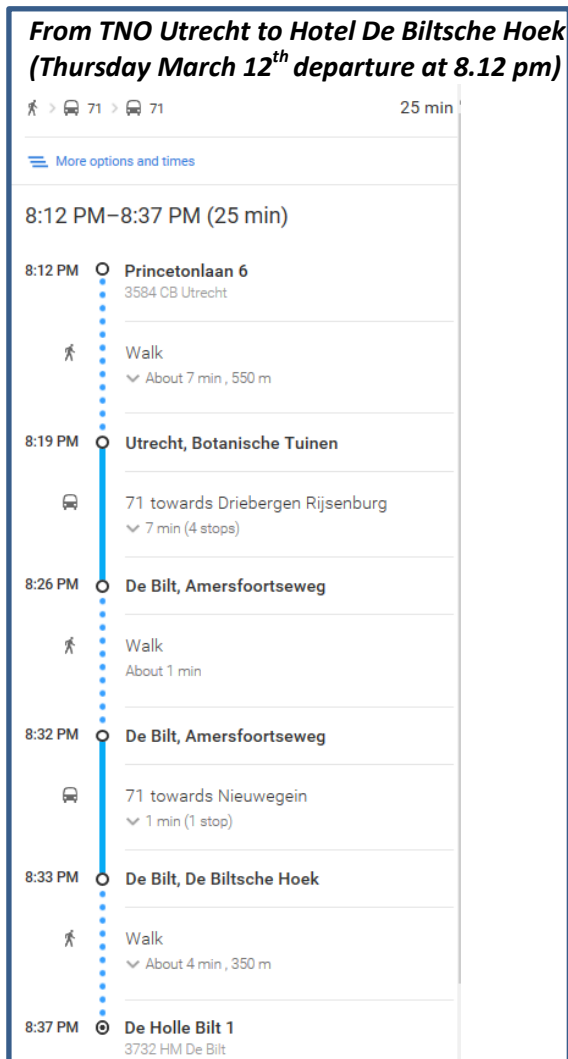 From TNO Utrecht to Hotel De Biltsche Hoek
(Thursday March 12th departure at 8.12 pm)
71 > 71 25 min
More options and times
8:12 PM–8:37 PM (25 min)
8:12 PM Princetonlaan 6
3584 CB Utrecht
Walk
About 7 min , 550 m
8:19 PM Utrecht, Botanische Tuinen
71 towards Driebergen Rijsenburg
7 min (4 stops)
8:26 PM De Bilt, Amersfoortseweg
Walk
About 1 min
8:32 PM De Bilt, Amersfoortseweg
71 towards Nieuwegein
1 min (1 stop)
8:33 PM De Bilt, De Biltsche Hoek
Walk
About 4 min , 350 m
8:37 PM De Holle Bilt 1
3732 HM De Bilt